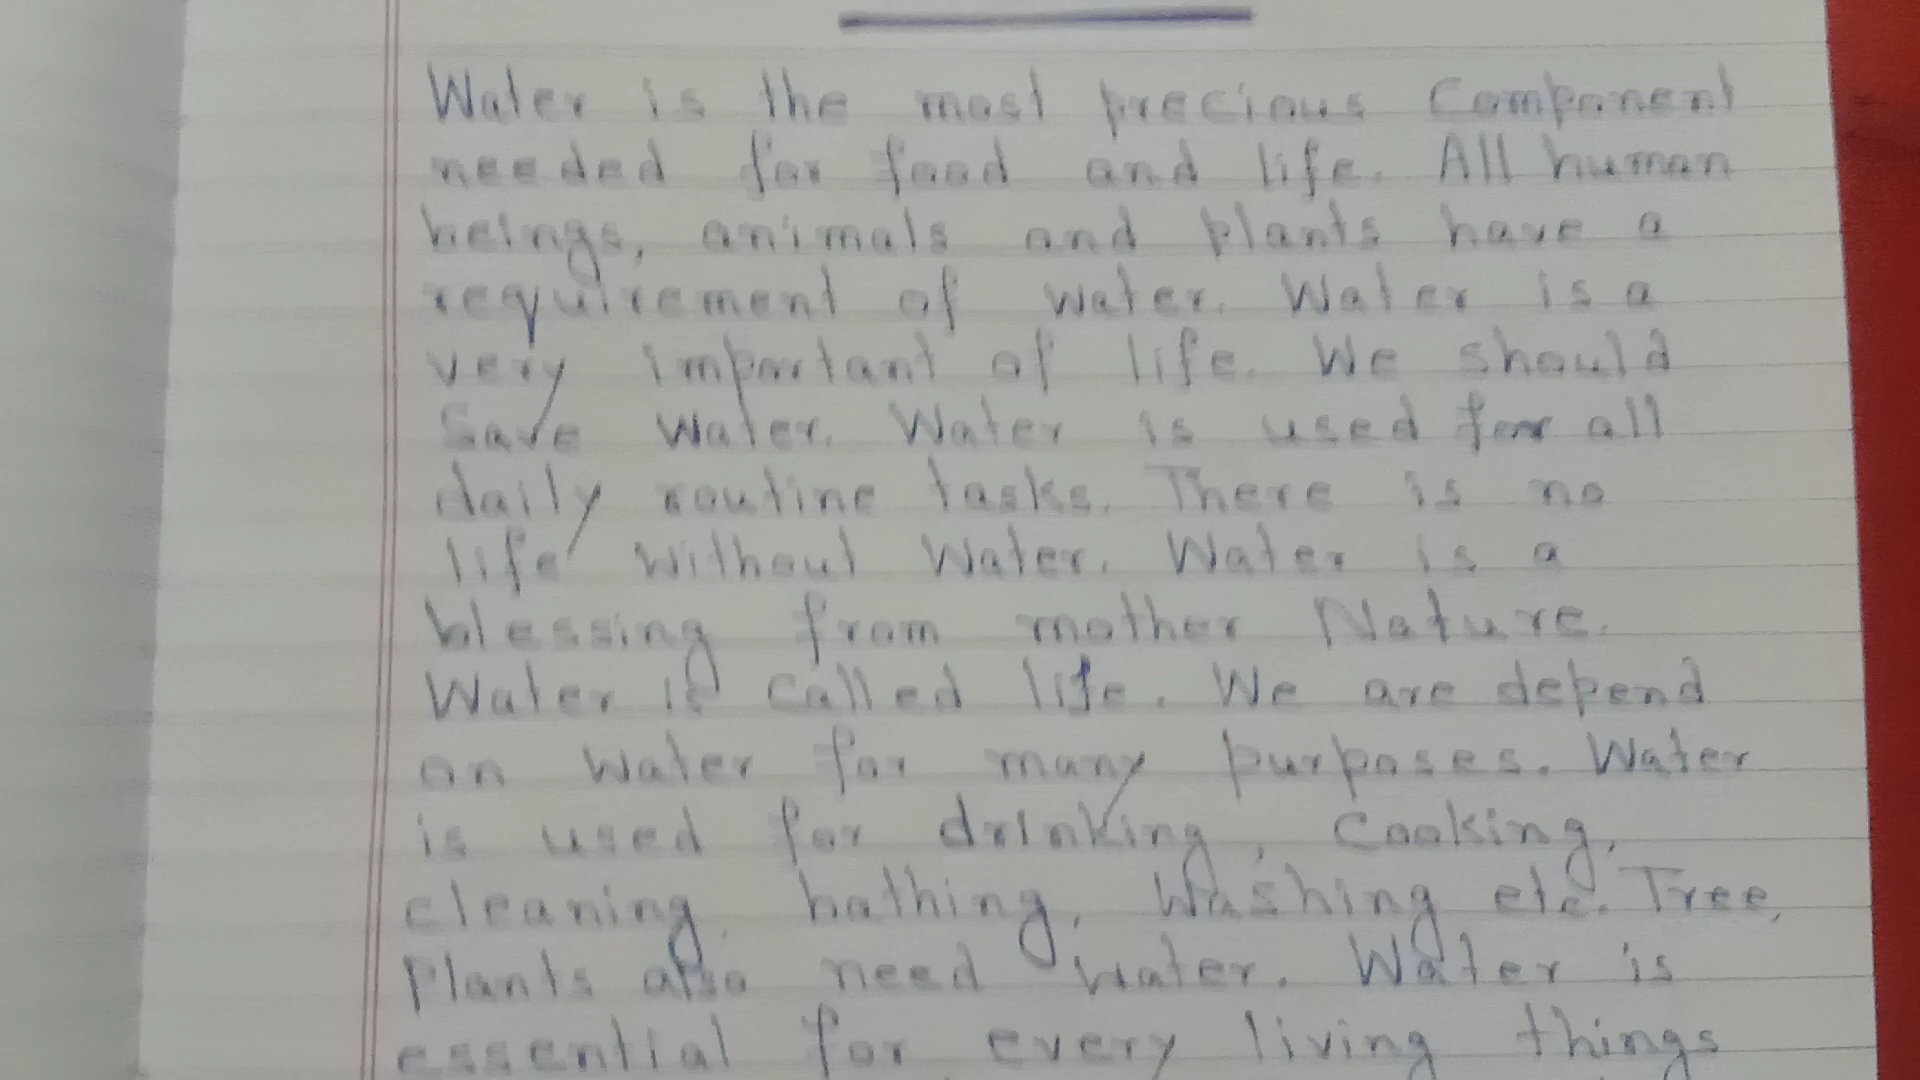 Water is the most precious Component
needed for food and life. All human
beings, animals and plants have a
requirement of water. Water is a
very important of life. We should
Save Water. Water is used for all
daily routine tasks. There is no
life without Water. Water is a
blessing from mother Nature.
Water is called life. We are depend
on Water for many purposes. Water
is used for drinking, Cooking,
cleaning, bathing, Washing etc. Tree,
Plants also need water. Water is
essential for every living things